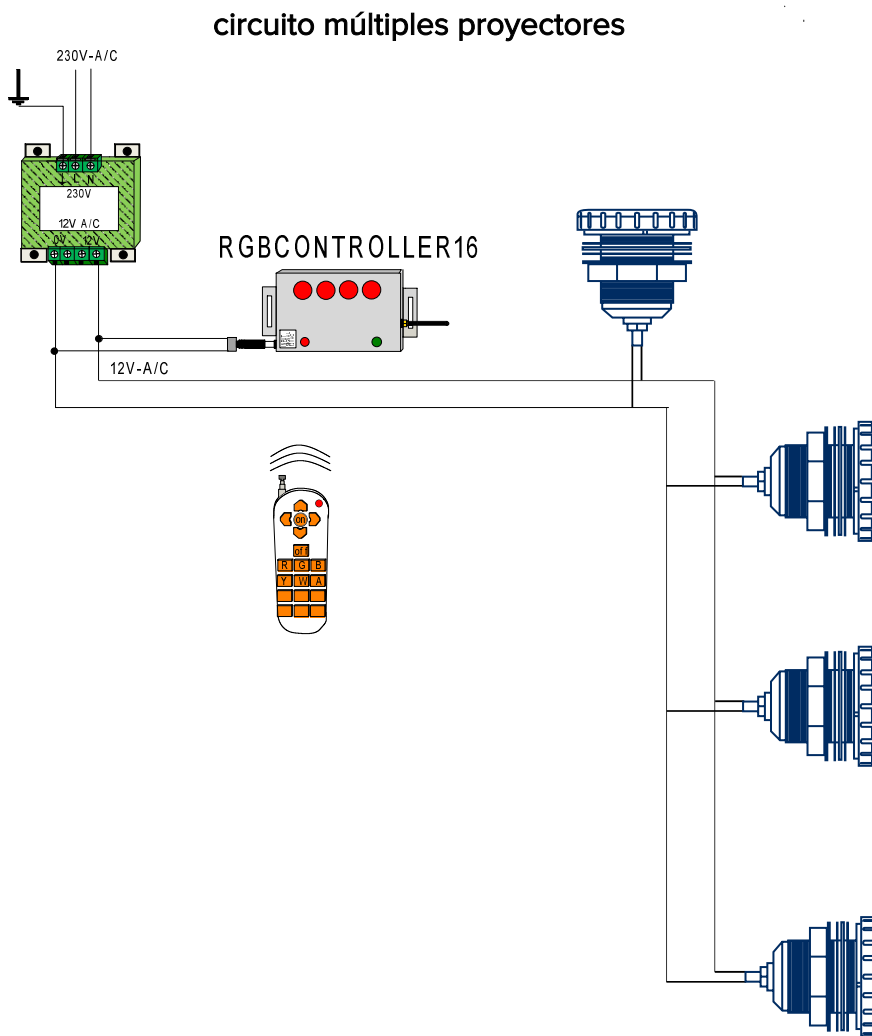 circuito múltiples proyectores
230V-A/C
L N
230V
12V A/C
0V 12V
RGBCONTROLLER16
12V-A/C
on
off
R G B
Y W A